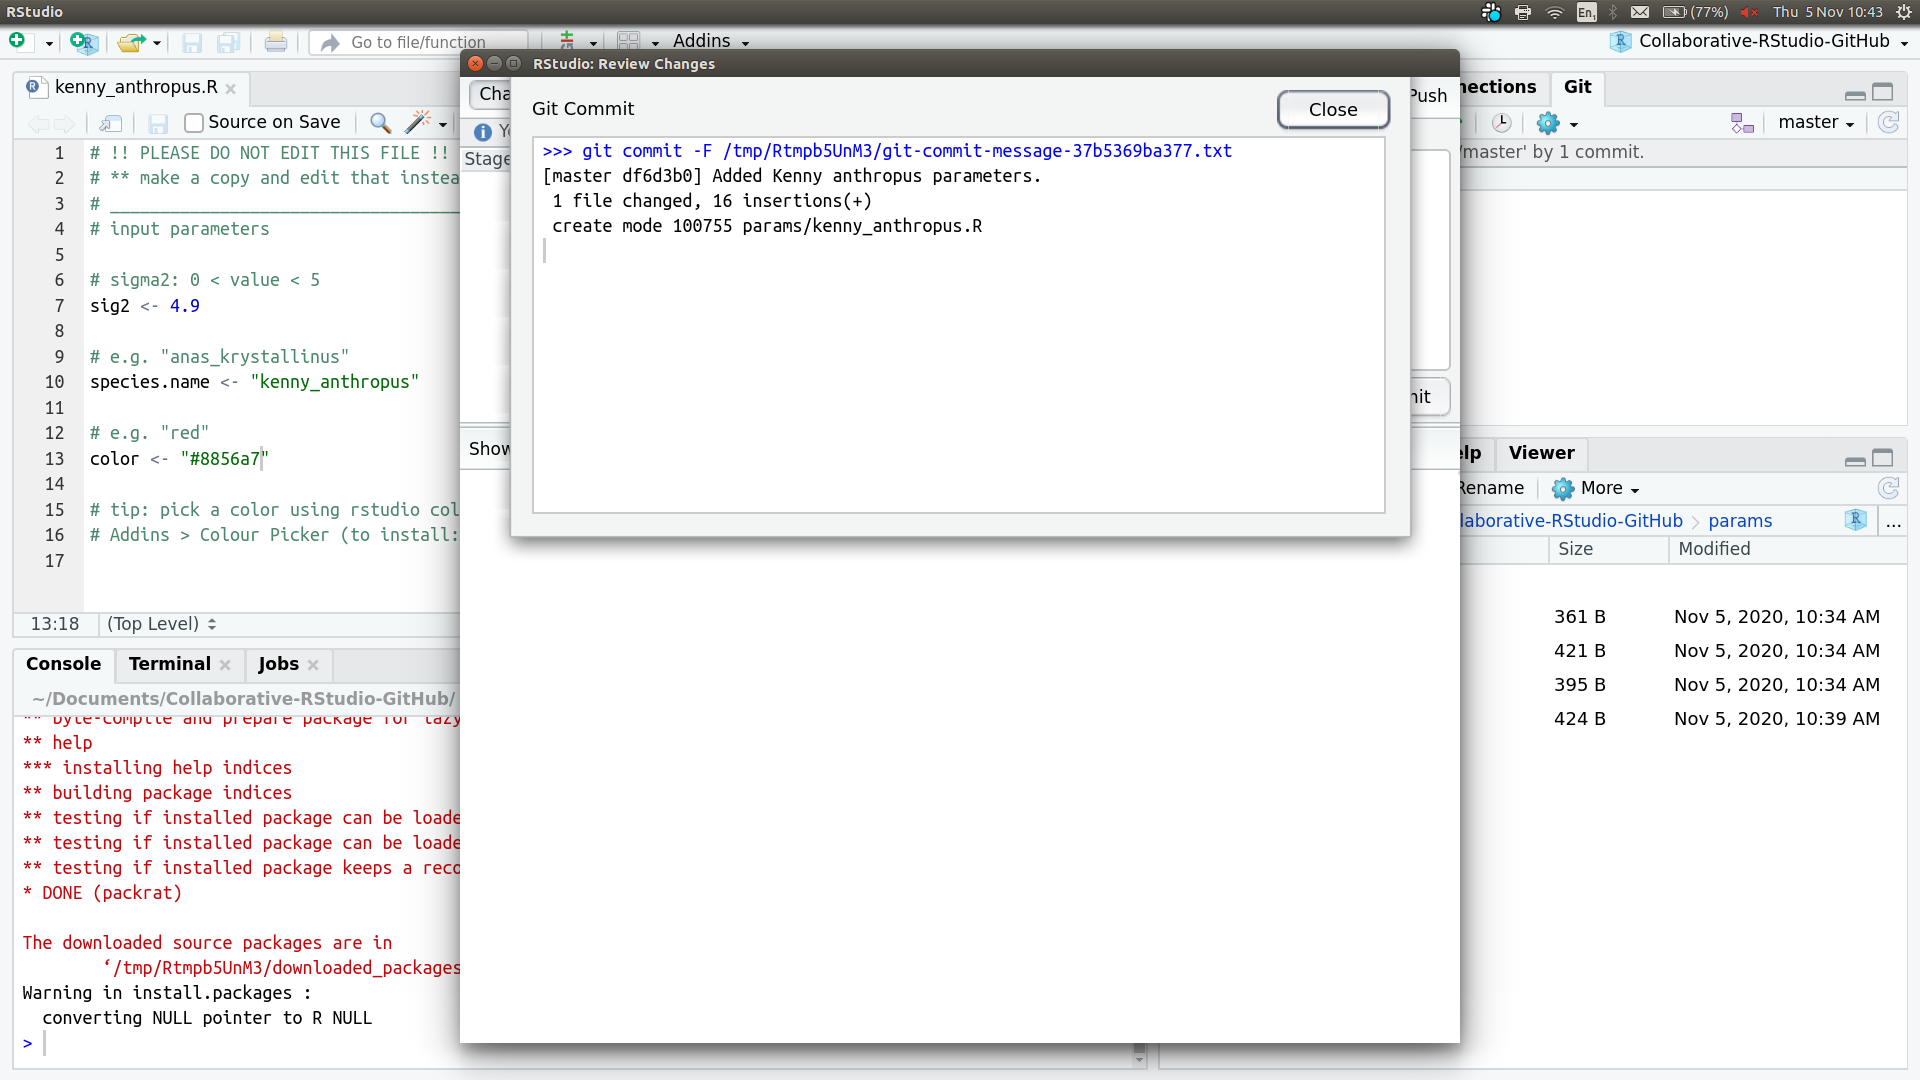 RStudio
En1
(77%)
Thu 5 Nov 10:43
Go to file/function
Addins
Collaborative-RStudio-GitHub
kenny_anthropus.R
Source on Save
1 # !! PLEASE DO NOT EDIT THIS FILE !!
2 # ** make a copy and edit that instea
3 # ____________________________________
4 # input parameters
5
6 # sigma2: 0 < value < 5
7 sig2 <- 4.9
8
9 # e.g. "anas_krystallinus"
10 species.name <- "kenny_anthropus"
11
12 # e.g. "red"
13 color <- "#8856a7"
14
15 # tip: pick a color using rstudio col
16 # Addins > Colour Picker (to install:
17
13:18 (Top Level)
Console
Terminal
Jobs
~/Documents/Collaborative-RStudio-GitHub/
** byte-compile and prepare package for lazy
** help
*** installing help indices
** building package indices
** testing if installed package can be loade
** testing if installed package can be loade
** testing if installed package keeps a reco
* DONE (packrat)
The downloaded source packages are in
‘/tmp/Rtmpb5UnM3/downloaded_packages
Warning in install.packages :
converting NULL pointer to R NULL
>
RStudio: Review Changes
Cha
Push
Stage
Show
nit
Git Commit
Close
>>> git commit -F /tmp/Rtmpb5UnM3/git-commit-message-37b5369ba377.txt
[master df6d3b0] Added Kenny anthropus parameters.
1 file changed, 16 insertions(+)
create mode 100755 params/kenny_anthropus.R
nections
Git
master
/master' by 1 commit.
elp
Viewer
Rename
More
llaborative-RStudio-GitHub
params
...
Size
Modified
361 B Nov 5, 2020, 10:34 AM
421 B Nov 5, 2020, 10:34 AM
395 B Nov 5, 2020, 10:34 AM
424 B Nov 5, 2020, 10:39 AM